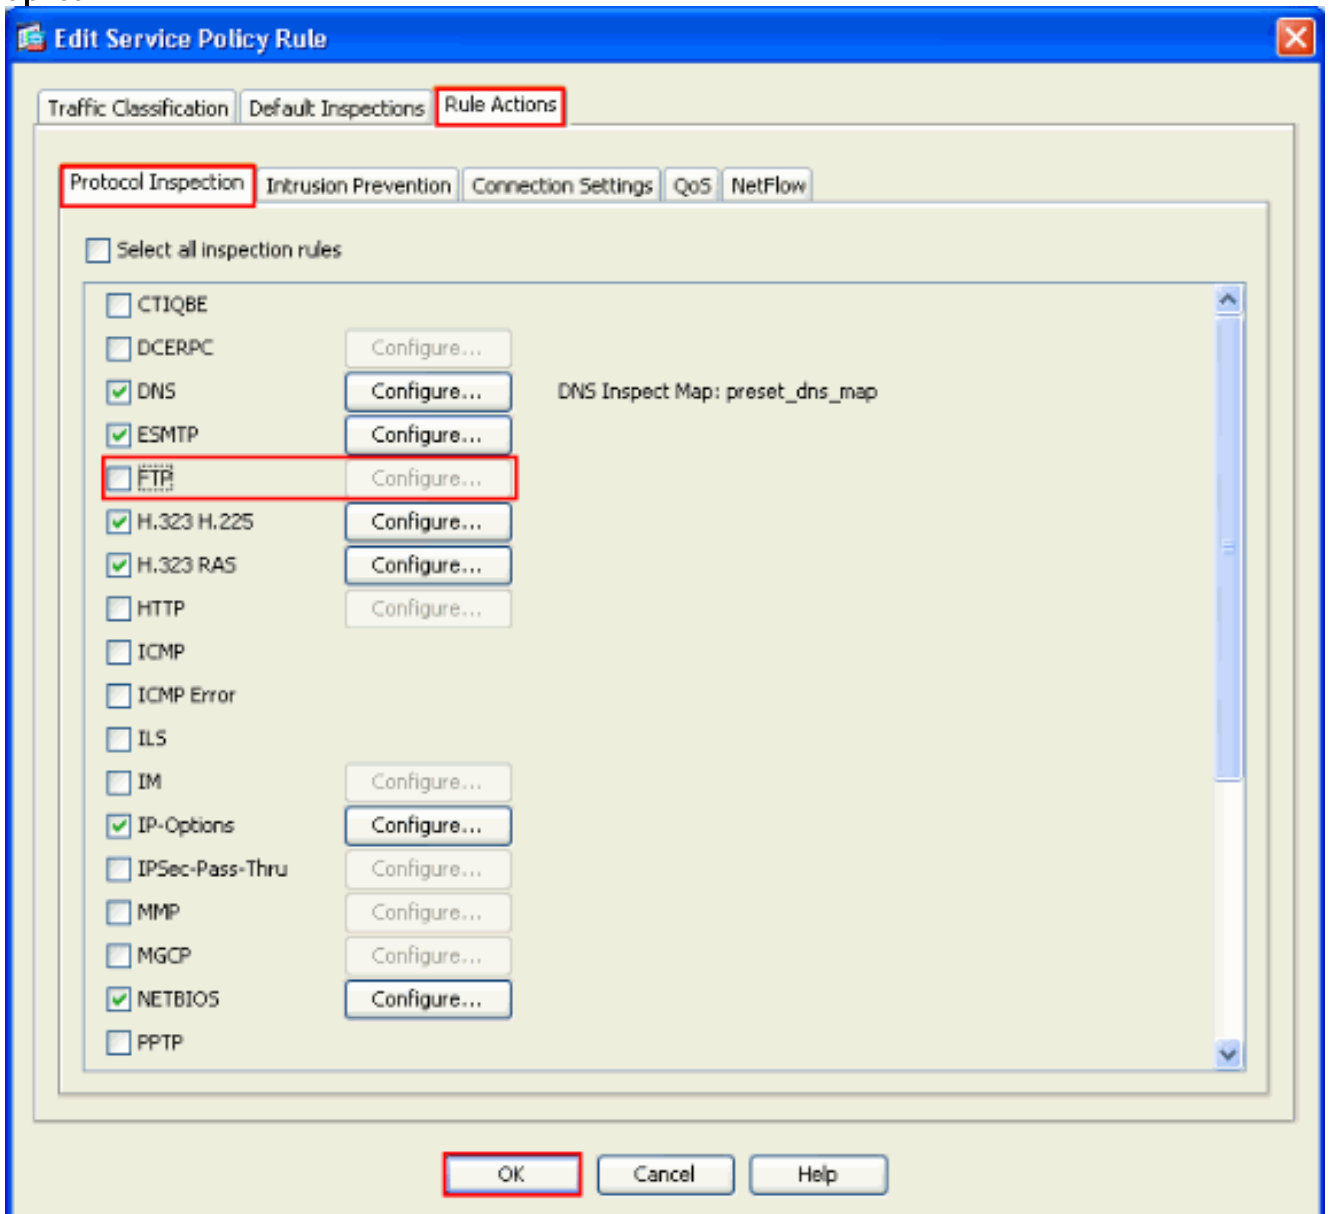 Edit Service Policy Rule
Traffic Classification Default Inspections Rule Actions
Protocol Inspection Intrusion Prevention Connection Settings QoS NetFlow
Select all inspection rules
CTIQBE
DCERPC Configure...
DNS Configure... DNS Inspect Map: preset_dns_map
ESMTP Configure...
FTP Configure...
H.323 H.225 Configure...
H.323 RAS Configure...
HTTP Configure...
ICMP
ICMP Error
ILS
IM Configure...
IP-Options Configure...
IPSec-Pass-Thru Configure...
MMP Configure...
MGCP Configure...
NETBIOS Configure...
PPTP
OK Cancel Help